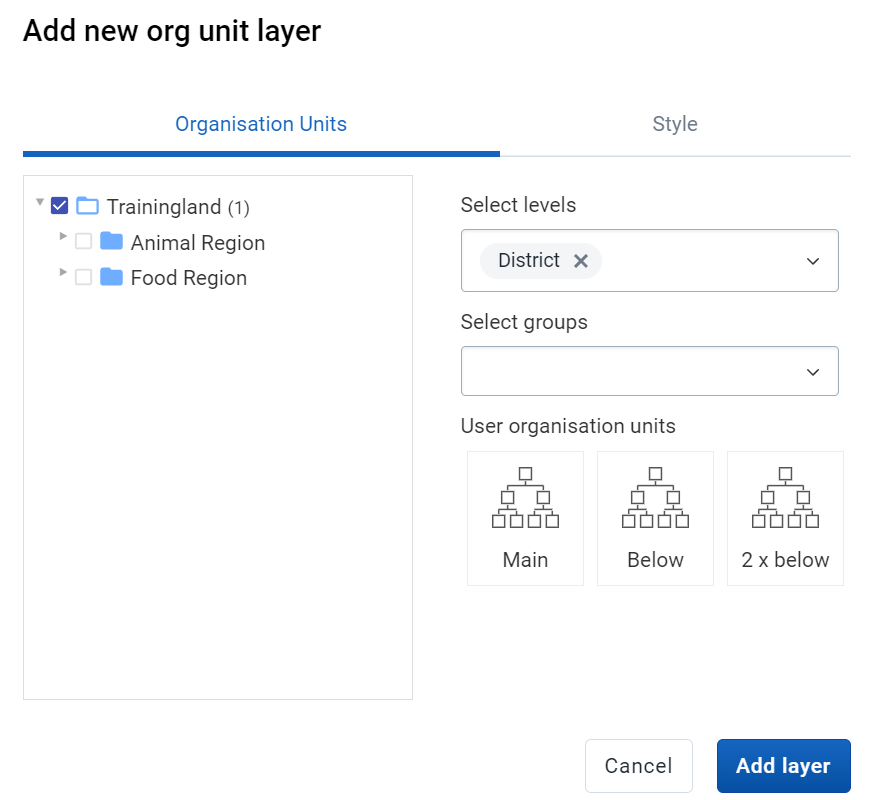 Add new org unit layer
Organisation Units
Style
Trainingland (1)
Animal Region
Food Region
Select levels
District
Select groups
User organisation units
Main
Below
2 x below
Cancel
Add layer